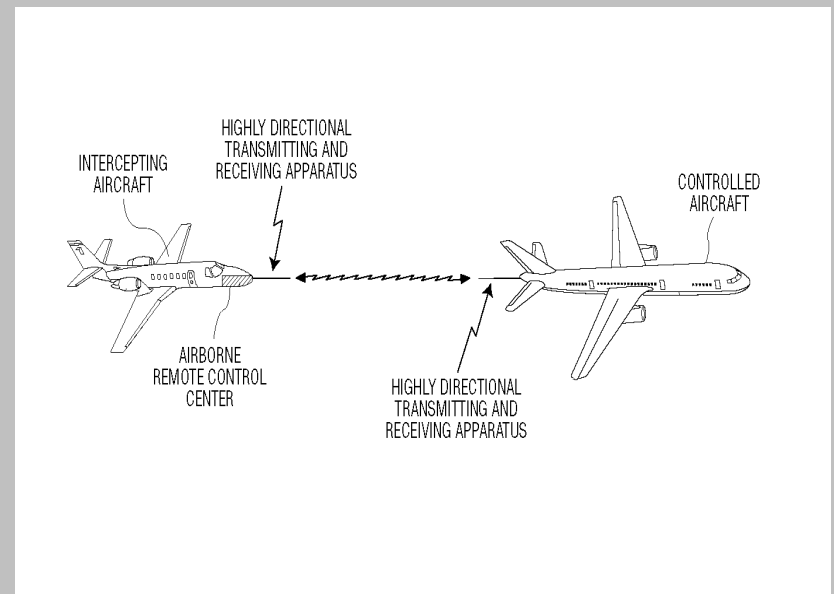 HIGHLY DIRECTIONAL
TRANSMITTING AND
RECEIVING APPARATUS
INTERCEPTING
AIRCRAFT
CONTROLLED
AIRCRAFT
AIRBORNE
REMOTE CONTROL
CENTER
HIGHLY DIRECTIONAL
TRANSMITTING AND
RECEIVING APPARATUS